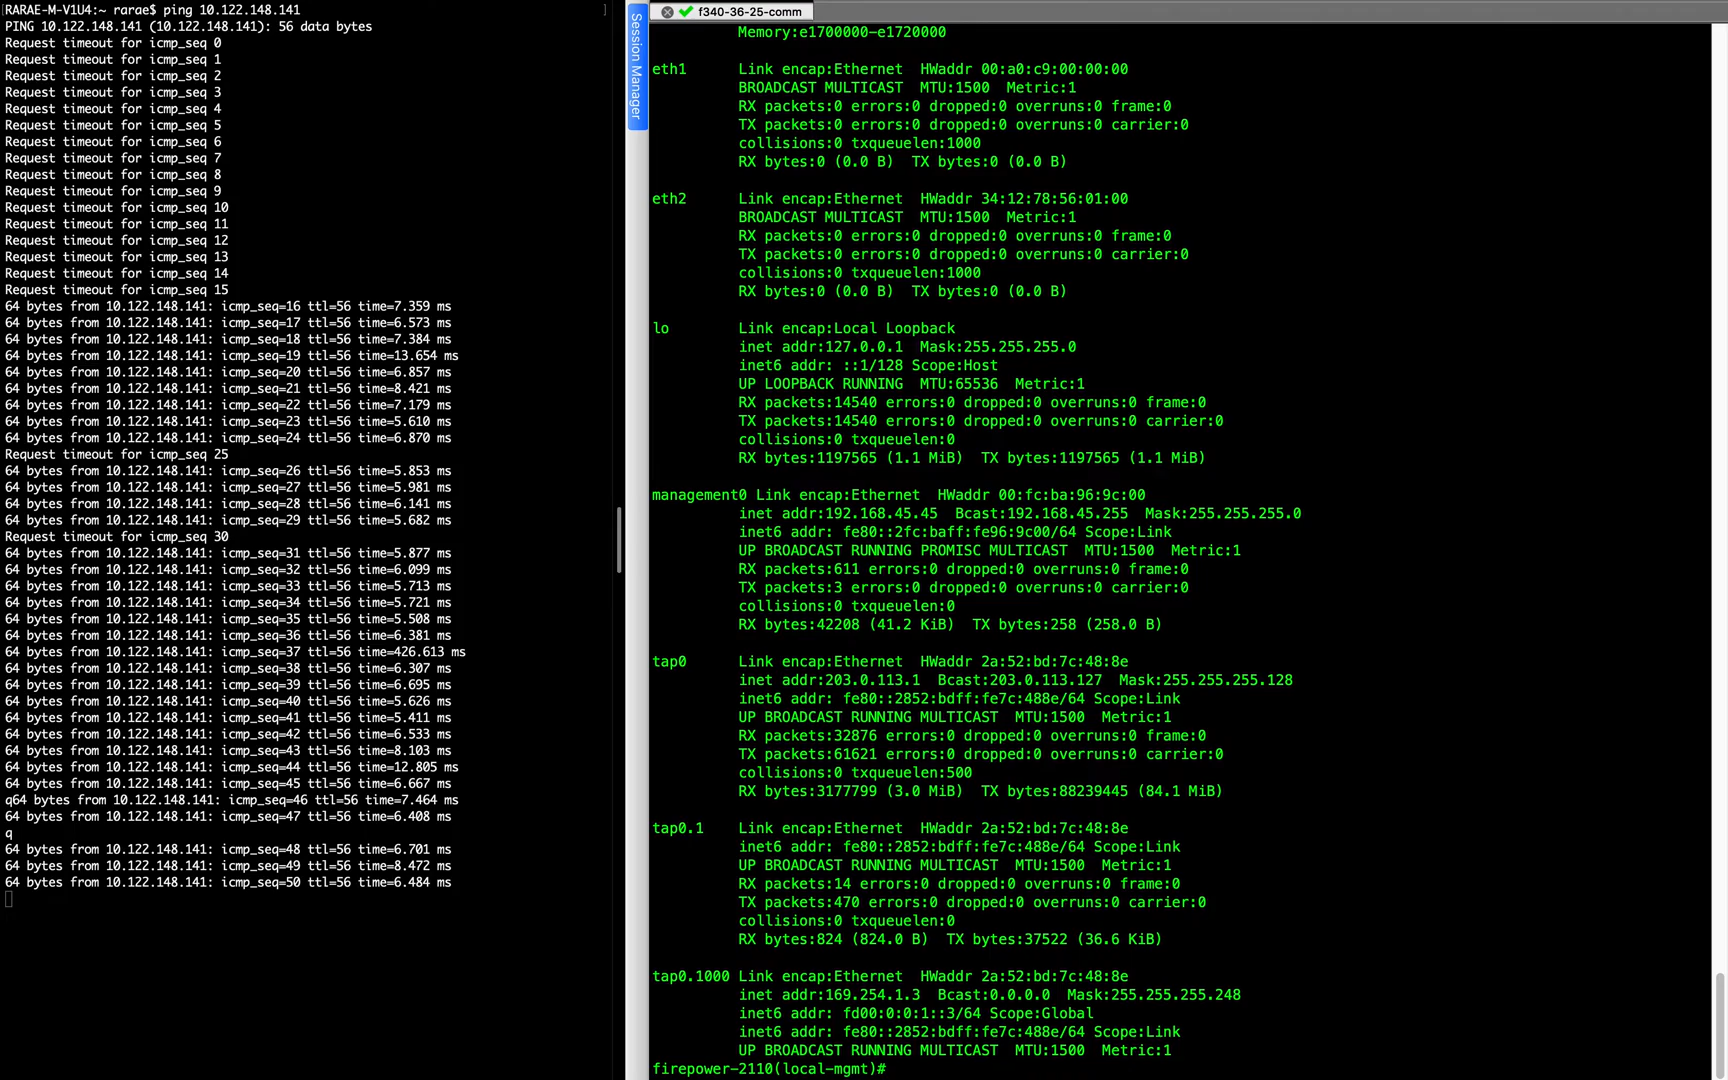 RARAE-M-V1U4:~ rarae$ ping 10.122.148.141
PING 10.122.148.141 (10.122.148.141): 56 data bytes
Request timeout for icmp_seq 0
Request timeout for icmp_seq 1
Request timeout for icmp_seq 2
Request timeout for icmp_seq 3
Request timeout for icmp_seq 4
Request timeout for icmp_seq 5
Request timeout for icmp_seq 6
Request timeout for icmp_seq 7
Request timeout for icmp_seq 8
Request timeout for icmp_seq 9
Request timeout for icmp_seq 10
Request timeout for icmp_seq 11
Request timeout for icmp_seq 12
Request timeout for icmp_seq 13
Request timeout for icmp_seq 14
Request timeout for icmp_seq 15
64 bytes from 10.122.148.141: icmp_seq=16 ttl=56 time=7.359 ms
64 bytes from 10.122.148.141: icmp_seq=17 ttl=56 time=6.573 ms
64 bytes from 10.122.148.141: icmp_seq=18 ttl=56 time=7.384 ms
64 bytes from 10.122.148.141: icmp_seq=19 ttl=56 time=13.654 ms
64 bytes from 10.122.148.141: icmp_seq=20 ttl=56 time=6.857 ms
64 bytes from 10.122.148.141: icmp_seq=21 ttl=56 time=8.421 ms
64 bytes from 10.122.148.141: icmp_seq=22 ttl=56 time=7.179 ms
64 bytes from 10.122.148.141: icmp_seq=23 ttl=56 time=5.610 ms
64 bytes from 10.122.148.141: icmp_seq=24 ttl=56 time=6.870 ms
Request timeout for icmp_seq 25
64 bytes from 10.122.148.141: icmp_seq=26 ttl=56 time=5.853 ms
64 bytes from 10.122.148.141: icmp_seq=27 ttl=56 time=5.981 ms
64 bytes from 10.122.148.141: icmp_seq=28 ttl=56 time=6.141 ms
64 bytes from 10.122.148.141: icmp_seq=29 ttl=56 time=5.682 ms
Request timeout for icmp_seq 30
64 bytes from 10.122.148.141: icmp_seq=31 ttl=56 time=5.877 ms
64 bytes from 10.122.148.141: icmp_seq=32 ttl=56 time=6.099 ms
64 bytes from 10.122.148.141: icmp_seq=33 ttl=56 time=5.713 ms
64 bytes from 10.122.148.141: icmp_seq=34 ttl=56 time=5.721 ms
64 bytes from 10.122.148.141: icmp_seq=35 ttl=56 time=5.508 ms
64 bytes from 10.122.148.141: icmp_seq=36 ttl=56 time=6.381 ms
64 bytes from 10.122.148.141: icmp_seq=37 ttl=56 time=426.613 ms
64 bytes from 10.122.148.141: icmp_seq=38 ttl=56 time=6.307 ms
64 bytes from 10.122.148.141: icmp_seq=39 ttl=56 time=6.695 ms
64 bytes from 10.122.148.141: icmp_seq=40 ttl=56 time=5.626 ms
64 bytes from 10.122.148.141: icmp_seq=41 ttl=56 time=5.411 ms
64 bytes from 10.122.148.141: icmp_seq=42 ttl=56 time=6.533 ms
64 bytes from 10.122.148.141: icmp_seq=43 ttl=56 time=8.103 ms
64 bytes from 10.122.148.141: icmp_seq=44 ttl=56 time=12.805 ms
64 bytes from 10.122.148.141: icmp_seq=45 ttl=56 time=6.667 ms
q64 bytes from 10.122.148.141: icmp_seq=46 ttl=56 time=7.464 ms
64 bytes from 10.122.148.141: icmp_seq=47 ttl=56 time=6.408 ms
q
64 bytes from 10.122.148.141: icmp_seq=48 ttl=56 time=6.701 ms
64 bytes from 10.122.148.141: icmp_seq=49 ttl=56 time=8.472 ms
64 bytes from 10.122.148.141: icmp_seq=50 ttl=56 time=6.484 ms
Session Manager
f340-36-25-comm
Memory:e1700000-e1720000
eth1 Link encap:Ethernet HWaddr 00:a0:c9:00:00:00
BROADCAST MULTICAST MTU:1500 Metric:1
RX packets:0 errors:0 dropped:0 overruns:0 frame:0
TX packets:0 errors:0 dropped:0 overruns:0 carrier:0
collisions:0 txqueuelen:1000
RX bytes:0 (0.0 B) TX bytes:0 (0.0 B)
eth2 Link encap:Ethernet HWaddr 34:12:78:56:01:00
BROADCAST MULTICAST MTU:1500 Metric:1
RX packets:0 errors:0 dropped:0 overruns:0 frame:0
TX packets:0 errors:0 dropped:0 overruns:0 carrier:0
collisions:0 txqueuelen:1000
RX bytes:0 (0.0 B) TX bytes:0 (0.0 B)
lo Link encap:Local Loopback
inet addr:127.0.0.1 Mask:255.255.255.0
inet6 addr: ::1/128 Scope:Host
UP LOOPBACK RUNNING MTU:65536 Metric:1
RX packets:14540 errors:0 dropped:0 overruns:0 frame:0
TX packets:14540 errors:0 dropped:0 overruns:0 carrier:0
collisions:0 txqueuelen:0
RX bytes:1197565 (1.1 MiB) TX bytes:1197565 (1.1 MiB)
management0 Link encap:Ethernet HWaddr 00:fc:ba:96:9c:00
inet addr:192.168.45.45 Bcast:192.168.45.255 Mask:255.255.255.0
inet6 addr: fe80::2fc:baff:fe96:9c00/64 Scope:Link
UP BROADCAST RUNNING PROMISC MULTICAST MTU:1500 Metric:1
RX packets:611 errors:0 dropped:0 overruns:0 frame:0
TX packets:3 errors:0 dropped:0 overruns:0 carrier:0
collisions:0 txqueuelen:0
RX bytes:42208 (41.2 KiB) TX bytes:258 (258.0 B)
tap0 Link encap:Ethernet HWaddr 2a:52:bd:7c:48:8e
inet addr:203.0.113.1 Bcast:203.0.113.127 Mask:255.255.255.128
inet6 addr: fe80::2852:bdff:fe7c:488e/64 Scope:Link
UP BROADCAST RUNNING MULTICAST MTU:1500 Metric:1
RX packets:32876 errors:0 dropped:0 overruns:0 frame:0
TX packets:61621 errors:0 dropped:0 overruns:0 carrier:0
collisions:0 txqueuelen:500
RX bytes:3177799 (3.0 MiB) TX bytes:88239445 (84.1 MiB)
tap0.1 Link encap:Ethernet HWaddr 2a:52:bd:7c:48:8e
inet6 addr: fe80::2852:bdff:fe7c:488e/64 Scope:Link
UP BROADCAST RUNNING MULTICAST MTU:1500 Metric:1
RX packets:14 errors:0 dropped:0 overruns:0 frame:0
TX packets:470 errors:0 dropped:0 overruns:0 carrier:0
collisions:0 txqueuelen:0
RX bytes:824 (824.0 B) TX bytes:37522 (36.6 KiB)
tap0.1000 Link encap:Ethernet HWaddr 2a:52:bd:7c:48:8e
inet addr:169.254.1.3 Bcast:0.0.0.0 Mask:255.255.255.248
inet6 addr: fd00:0:0:1::3/64 Scope:Global
inet6 addr: fe80::2852:bdff:fe7c:488e/64 Scope:Link
UP BROADCAST RUNNING MULTICAST MTU:1500 Metric:1
firepower-2110(local-mgmt)#